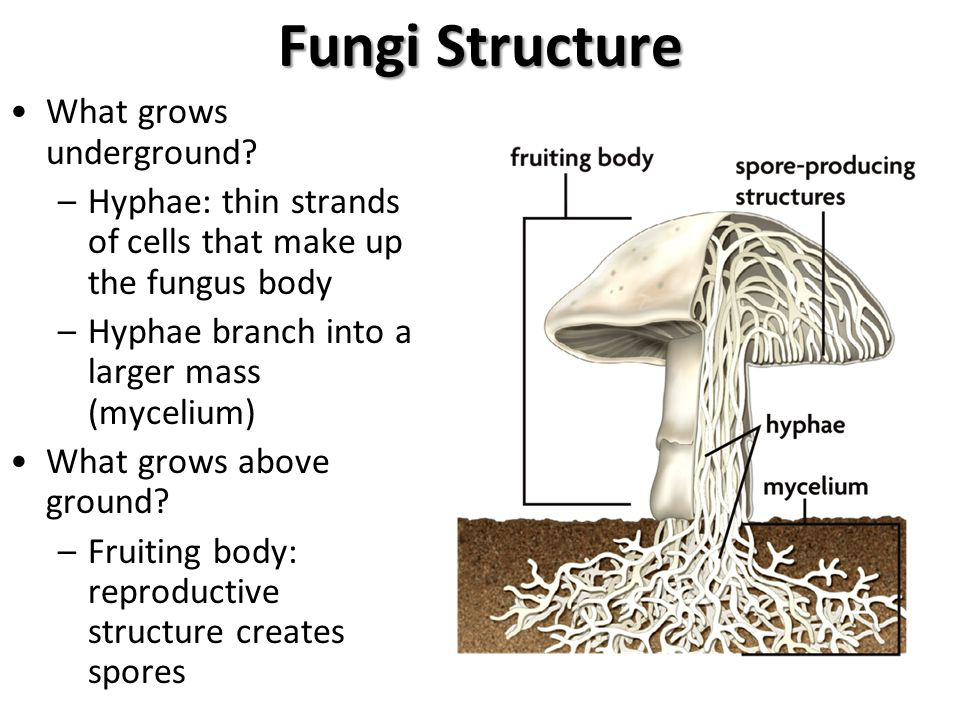 Fungi Structure
• What grows
underground?
– Hyphae: thin strands
of cells that make up
the fungus body
– Hyphae branch into a
larger mass
(mycelium)
• What grows above
ground?
– Fruiting body:
reproductive
structure creates
spores
fruiting body
spore-producing
structures
hyphae
mycelium